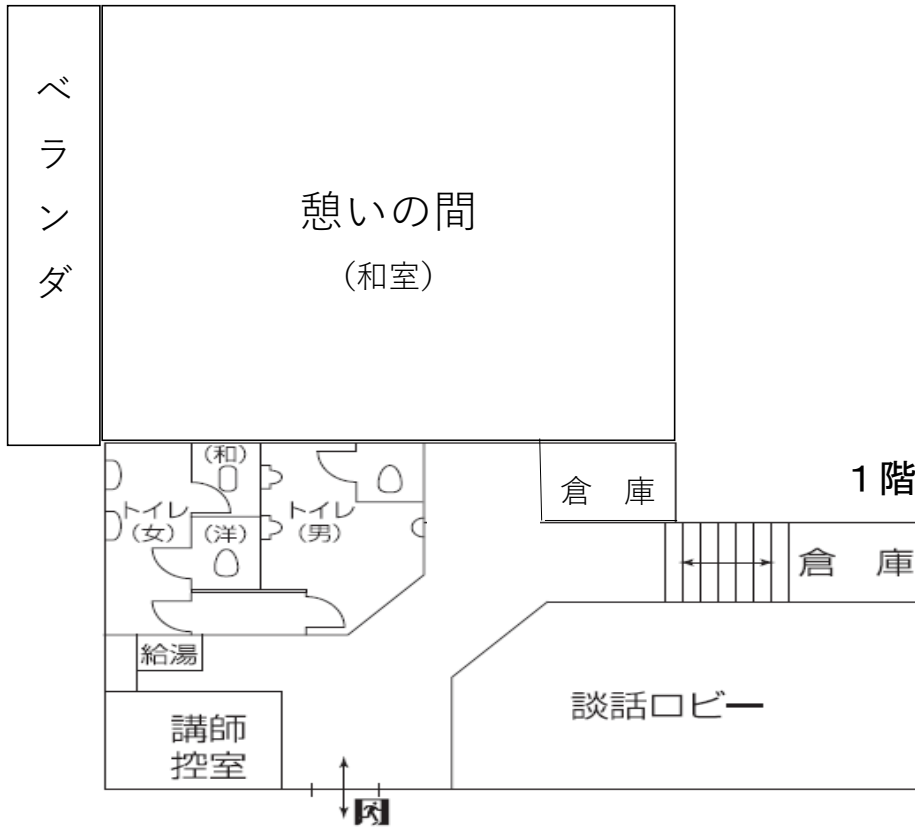 ベランダ
憩いの間
（和室）
（和）
トイレ
（女）
（洋）
トイレ
（男）
倉　庫
１階
倉　庫
給湯
談話ロビー
講師
控室